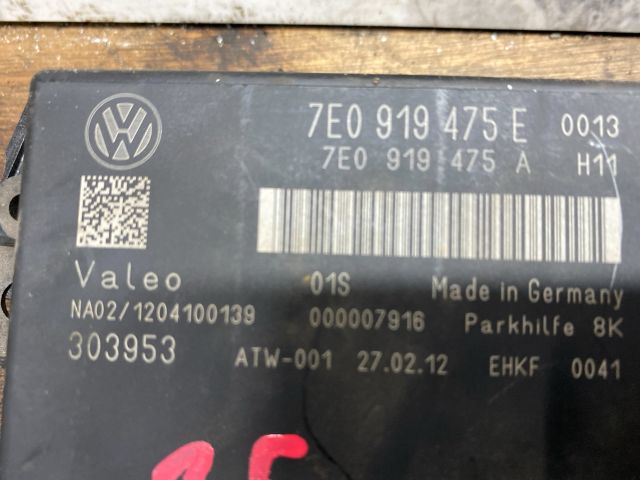 7E0 919 475 E 0013
7E0 919 475 A H11
Valeo 01S Made in Germany
NA02/1204100139 000007916 Parkhilfe 8K
303953 ATW-001 27.02.12 EHKF 0041